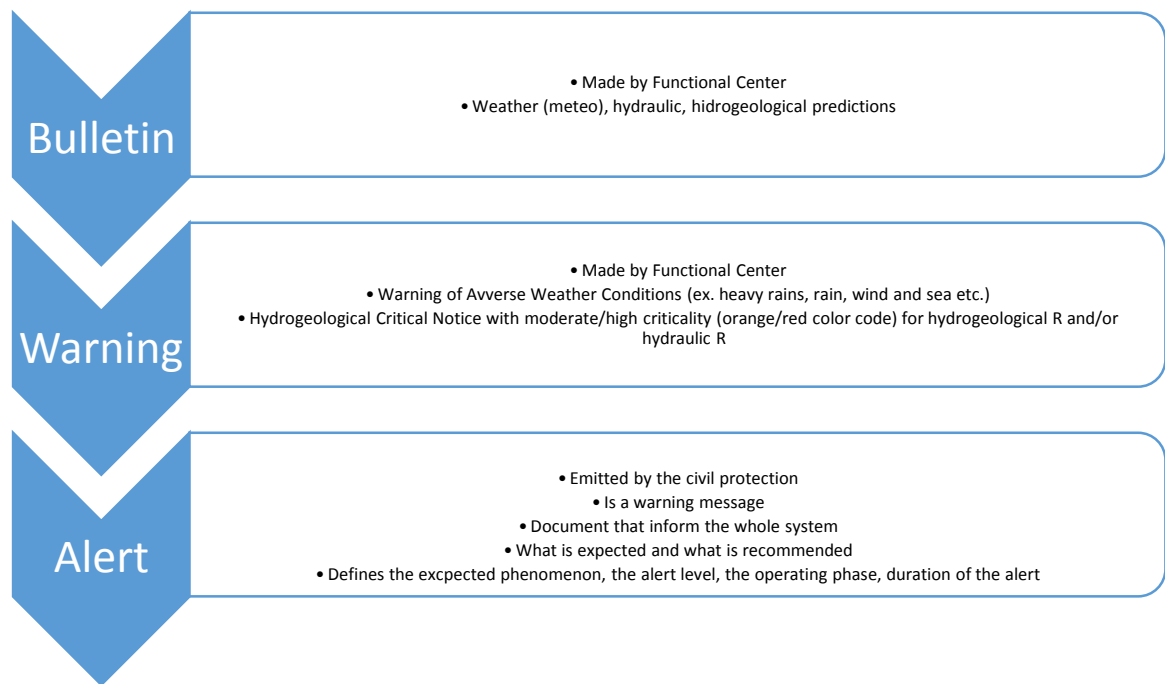 Bulletin
• Made by Functional Center
• Weather (meteo), hydraulic, hidrogeological predictions
Warning
• Made by Functional Center
• Warning of Avverse Weather Conditions (ex. heavy rains, rain, wind and sea etc.)
• Hydrogeological Critical Notice with moderate/high criticality (orange/red color code) for hydrogeological R and/or
hydraulic R
Alert
• Emitted by the civil protection
• Is a warning message
• Document that inform the whole system
• What is expected and what is recommended
• Defines the excpected phenomenon, the alert level, the operating phase, duration of the alert